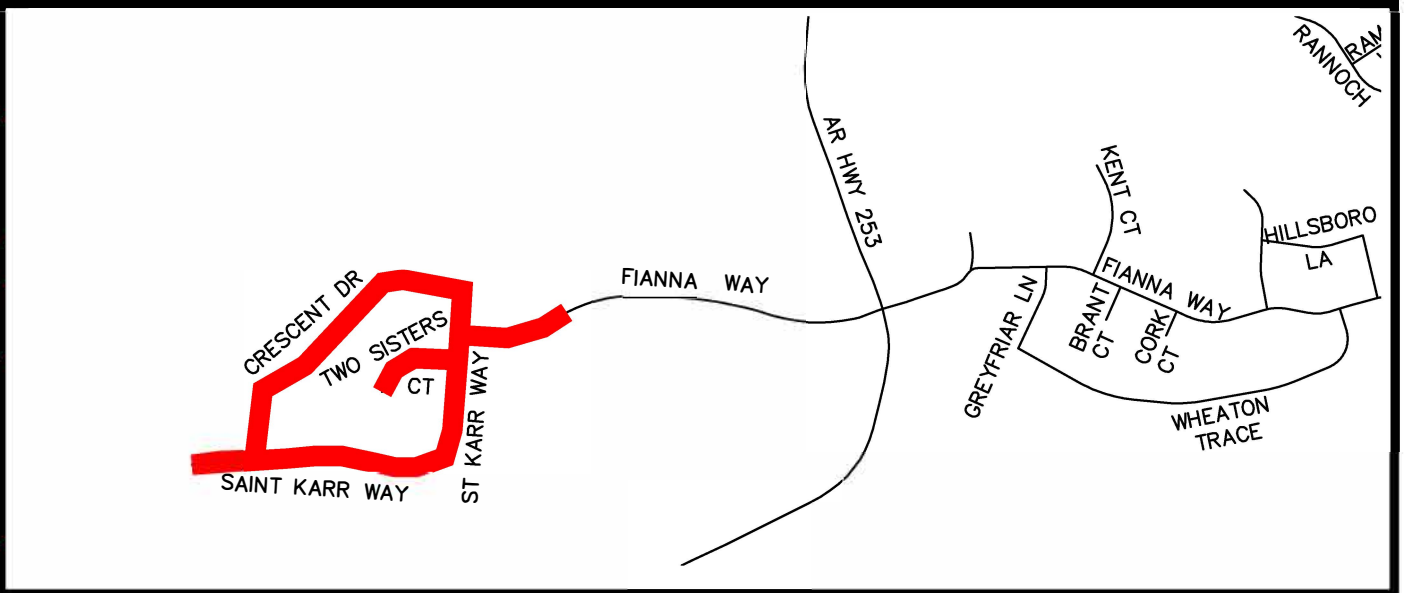 RANNOCH
RAN
AR HWY 253
KENT CT
HILLSBORO
LA
FIANNA WAY
FIANNA WAY
CRESCENT DR
TWO SISTERS
CT
ST KARR WAY
SAINT KARR WAY
GREYFRIAR LN
BRANT
CT
CORK
CT
WHEATON
TRACE